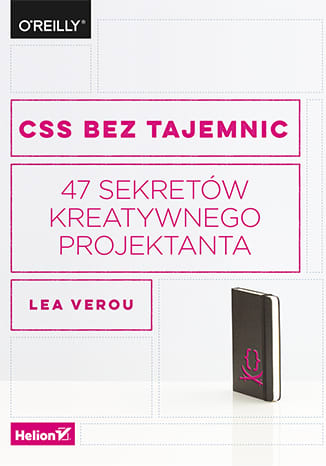 O'REILLY®
CSS BEZ TAJEMNIC
47 SEKRETÓW
KREATYWNEGO
PROJEKTANTA
LEA VEROU
Helion